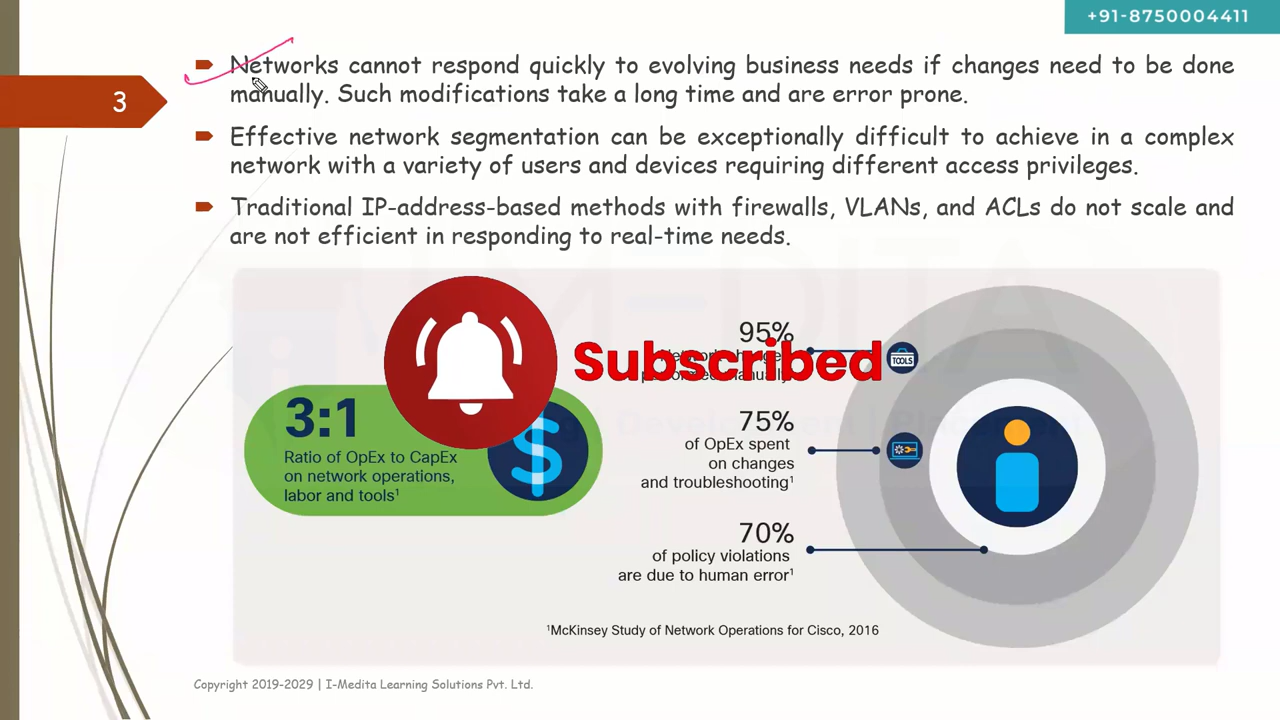 +91-8750004411
Networks cannot respond quickly to evolving business needs if changes need to be done
manually. Such modifications take a long time and are error prone.
3
Effective network segmentation can be exceptionally difficult to achieve in a complex
network with a variety of users and devices requiring different access privileges.
Traditional IP-address-based methods with firewalls, VLANs, and ACLs do not scale and
are not efficient in responding to real-time needs.
3:1
Ratio of OpEx to CapEx
on network operations,
labor and tools¹
$
Subscribed
95%
performed manually
TOOLS
75%
of OpEx spent
on changes
and troubleshooting¹
70%
of policy violations
are due to human error¹
¹McKinsey Study of Network Operations for Cisco, 2016
Copyright 2019-2029 | I-Medita Learning Solutions Pvt. Ltd.